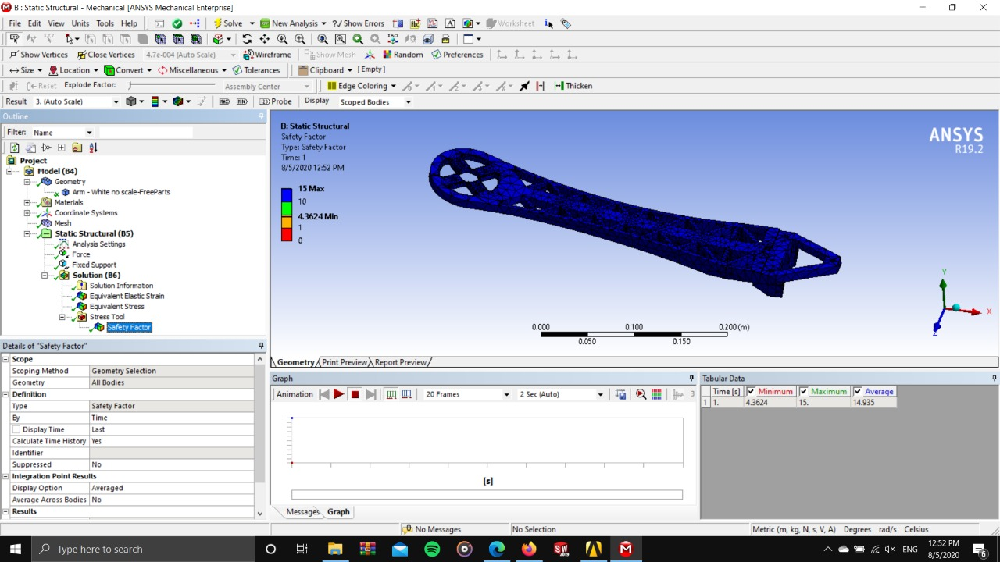 B : Static Structural - Mechanical [ANSYS Mechanical Enterprise]
File Edit View Units Tools Help Solve New Analysis ?/ Show Errors Worksheet
Show Vertices Close Vertices 4.7e-004 (Auto Scale) Wireframe Show Mesh Random Preferences
Size Location Convert Miscellaneous Tolerances Clipboard [ Empty ]
Reset Explode Factor: Assembly Center Edge Coloring Thicken
Result 3. (Auto Scale) MAX MIN Probe Display Scoped Bodies
Outline
Filter: Name
Project
Model (B4)
Geometry
Arm - White no scale-FreeParts
Materials
Coordinate Systems
Mesh
Static Structural (B5)
Analysis Settings
Force
Fixed Support
Solution (B6)
Solution Information
Equivalent Elastic Strain
Equivalent Stress
Stress Tool
Safety Factor
Details of "Safety Factor"
Scope
Scoping Method Geometry Selection
Geometry All Bodies
Definition
Type Safety Factor
By Time
Display Time Last
Calculate Time History Yes
Identifier
Suppressed No
Integration Point Results
Display Option Averaged
Average Across Bodies No
Results
B: Static Structural
Safety Factor
Type: Safety Factor
Time: 1
8/5/2020 12:52 PM
15 Max
10
4.3624 Min
1
0
ANSYS
R19.2
0.000 0.100 0.200 (m)
0.050 0.150
Y
X
Z
Geometry Print Preview Report Preview
Graph
Animation 20 Frames 2 Sec (Auto) 3
[s]
Messages Graph
Tabular Data
Time [s] Minimum Maximum Average
1 1. 4.3624 15. 14.935
No Messages No Selection Metric (m, kg, N, s, V, A) Degrees rad/s Celsius
Type here to search
ENG
12:52 PM
8/5/2020
6